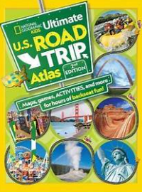 NATIONAL
GEOGRAPHIC
KiDS
Ultimate
U.S. ROAD
TRIP
Atlas
2nd EDITION
Maps, games, ACTIVITIES, and more
for hours of backseat fun!